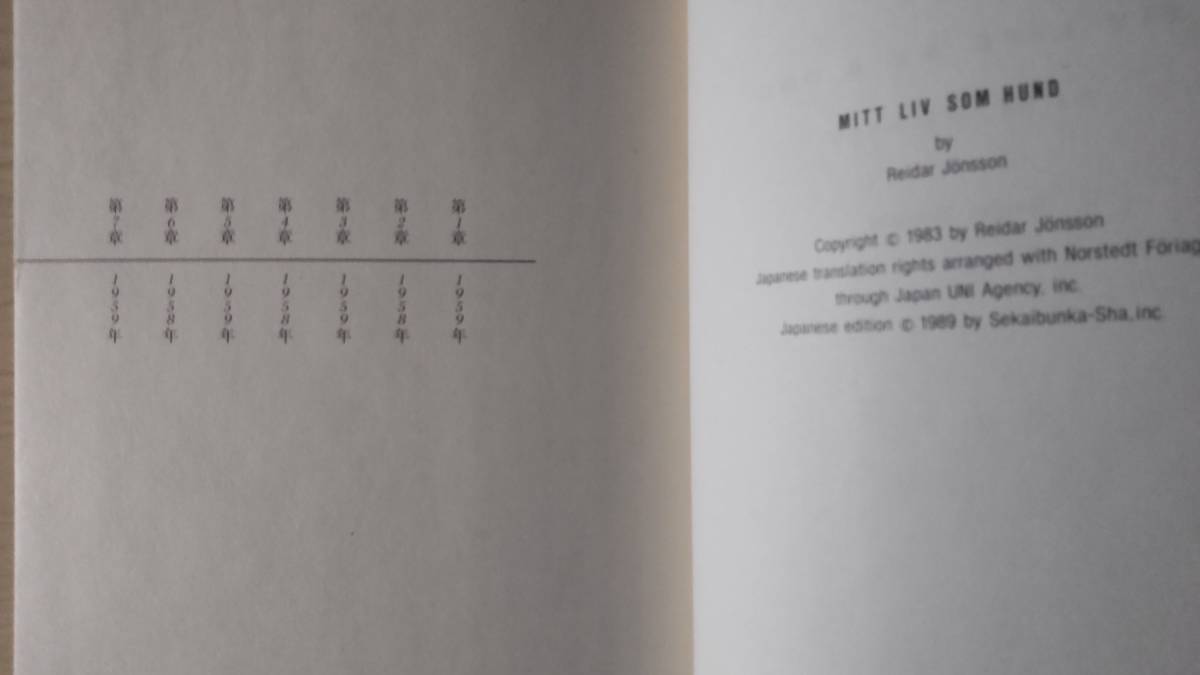 第1章 1959年
第2章 1958年
第3章 1959年
第4章 1958年
第5章 1959年
第6章 1958年
第7章 1959年
MITT LIV SOM HUND
by
Reidar Jönsson
Copyright © 1983 by Reidar Jönsson
Japanese translation rights arranged with Norstedt Förlag
through Japan UNI Agency, inc.
Japanese edition © 1989 by Sekaibunka-Sha,inc.